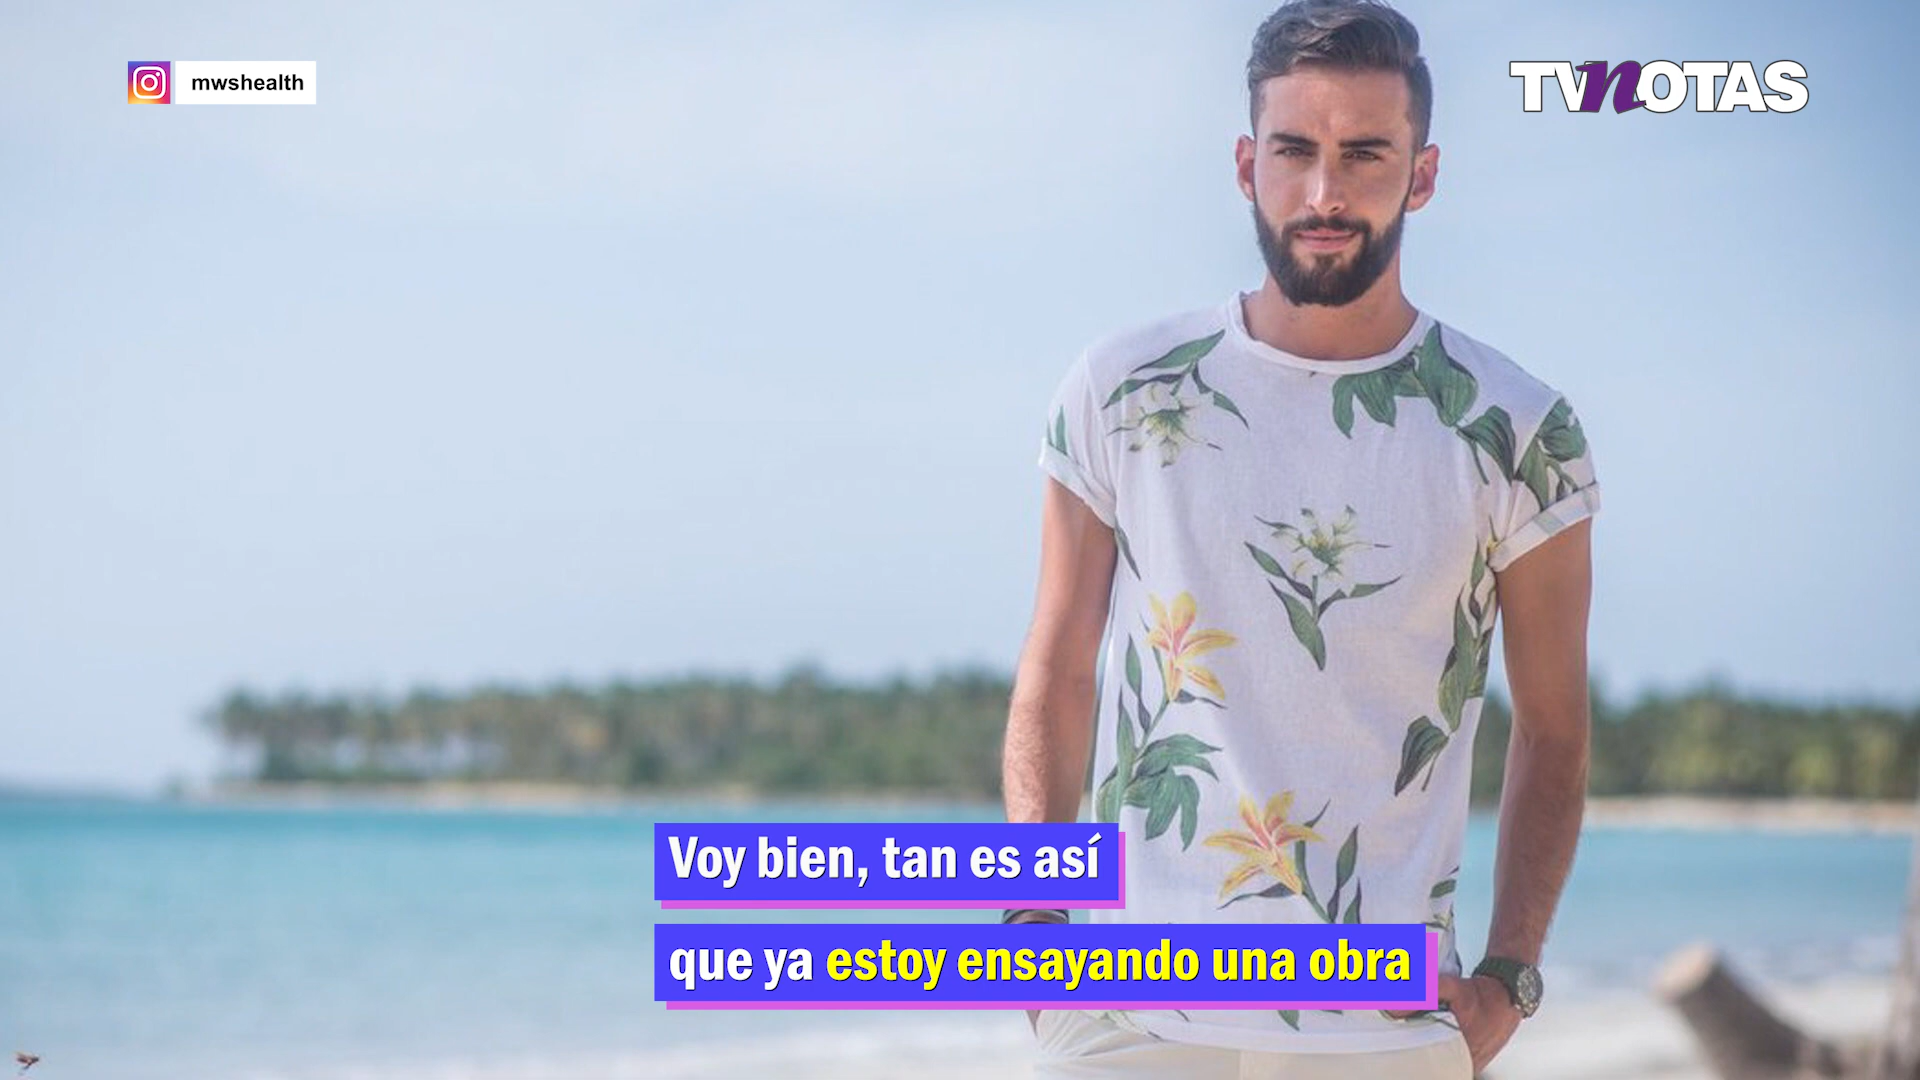 mwshealth
TVnOTAS
Voy bien, tan es así
que ya estoy ensayando una obra